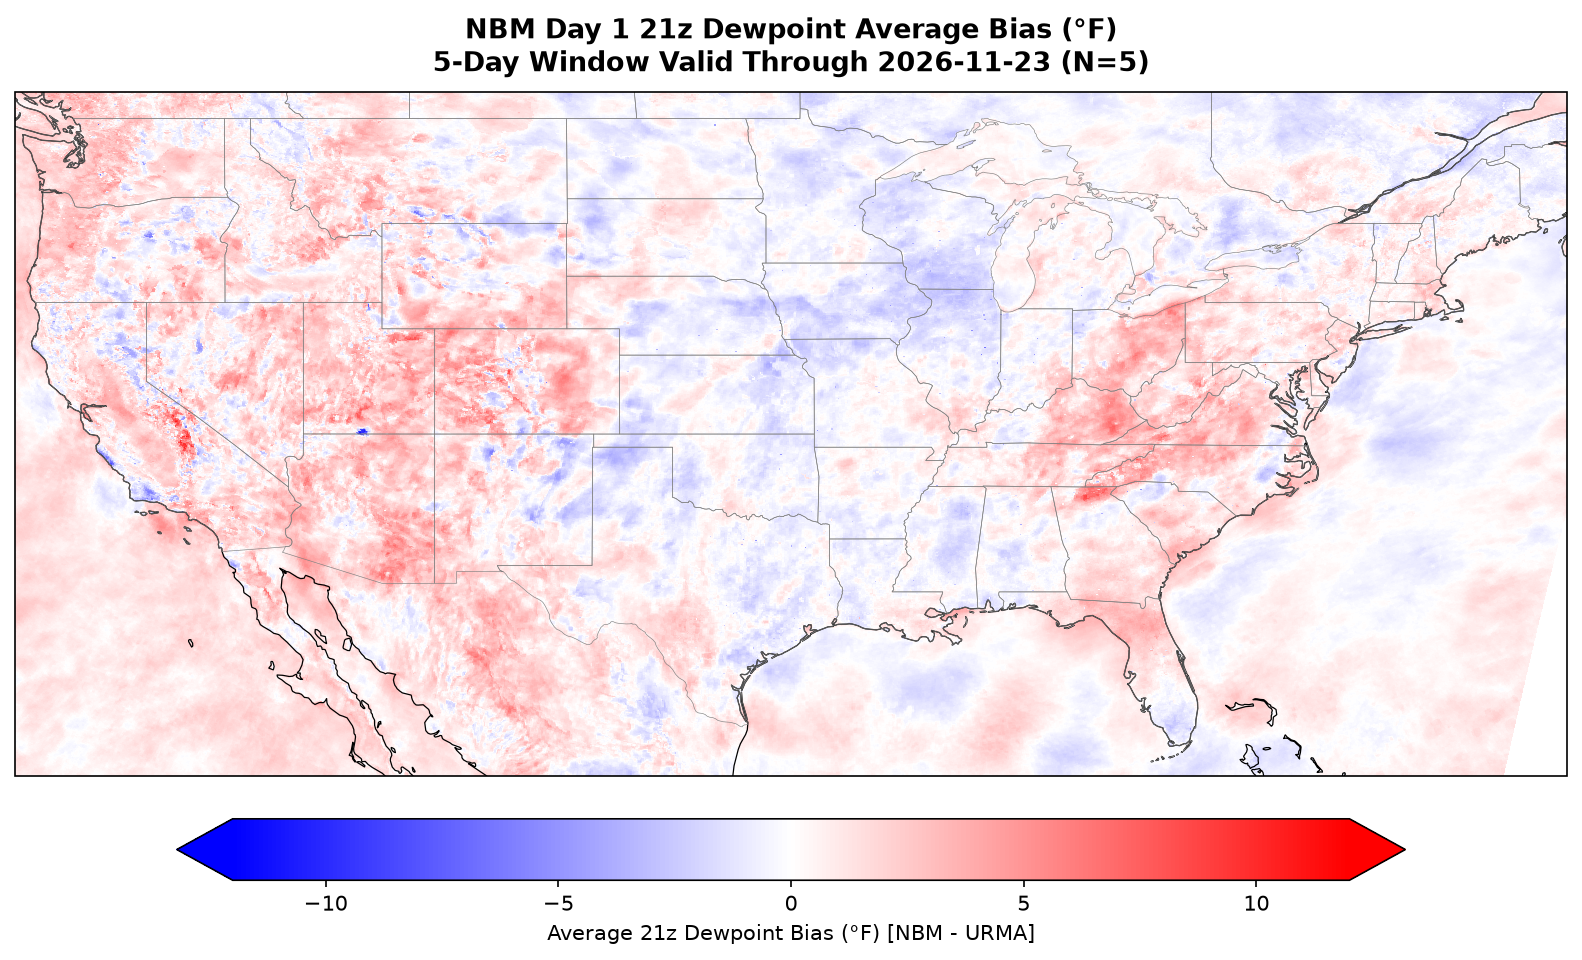 NBM Day 1 21z Dewpoint Average Bias (°F)
5-Day Window Valid Through 2026-11-23 (N=5)
−10 −5 0 5 10
Average 21z Dewpoint Bias (°F) [NBM - URMA]